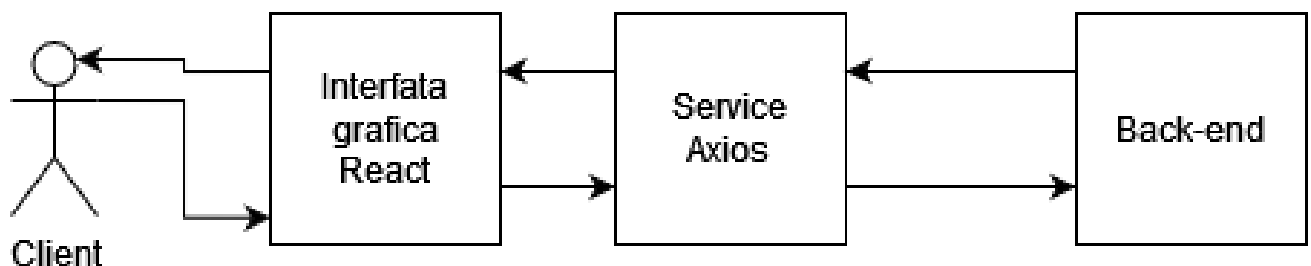 Interfata
grafica
React
Service
Axios
Back-end
Client